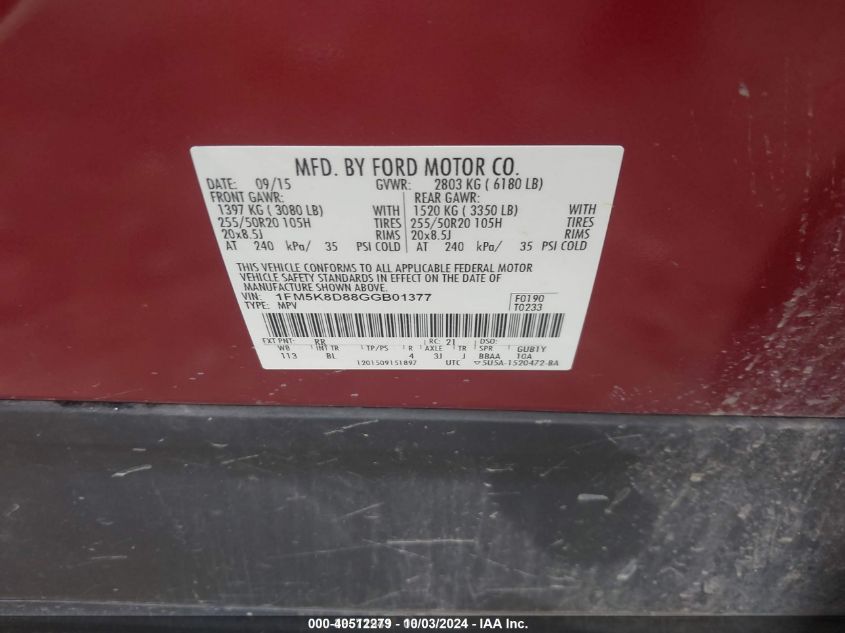 MFD. BY FORD MOTOR CO.
DATE: 09/15 GVWR: 2803 KG ( 6180 LB)
FRONT GAWR: REAR GAWR:
1397 KG ( 3080 LB) WITH 1520 KG ( 3350 LB) WITH
255/50R20 105H TIRES 255/50R20 105H TIRES
20x8.5J RIMS 20x8.5J RIMS
AT 240 kPa/ 35 PSI COLD AT 240 kPa/ 35 PSI COLD
THIS VEHICLE CONFORMS TO ALL APPLICABLE FEDERAL MOTOR
VEHICLE SAFETY STANDARDS IN EFFECT ON THE DATE OF
MANUFACTURE SHOWN ABOVE.
VIN: 1FM5K8D88GGB01377 F0190
TYPE: MPV T0233
EXT PNT: RR RC: 21 DSO:
WB INT TR TP/PS R AXLE TR SPR GUB1Y
113 BL 4 3J J BBAA 10A
1201509151897 UTC 5U5A-1520472-BA
000-40512279 - 10/03/2024 - IAA Inc.